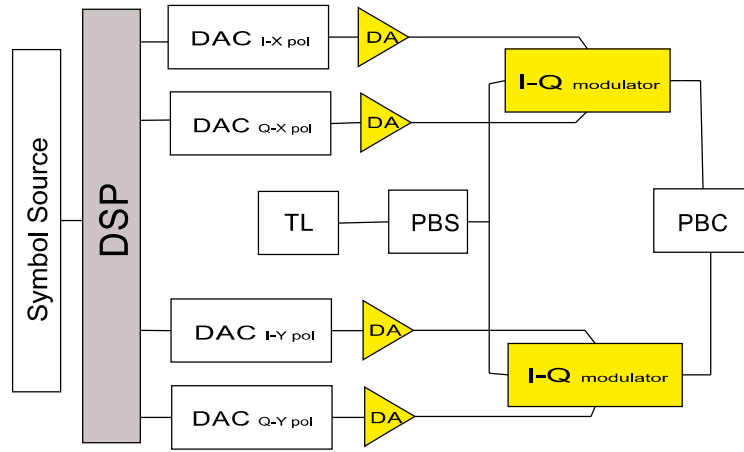 Symbol Source
DSP
DAC I-X pol
DA
I-Q modulator
DAC Q-X pol
DA
TL
PBS
PBC
DAC I-Y pol
DA
I-Q modulator
DAC Q-Y pol
DA